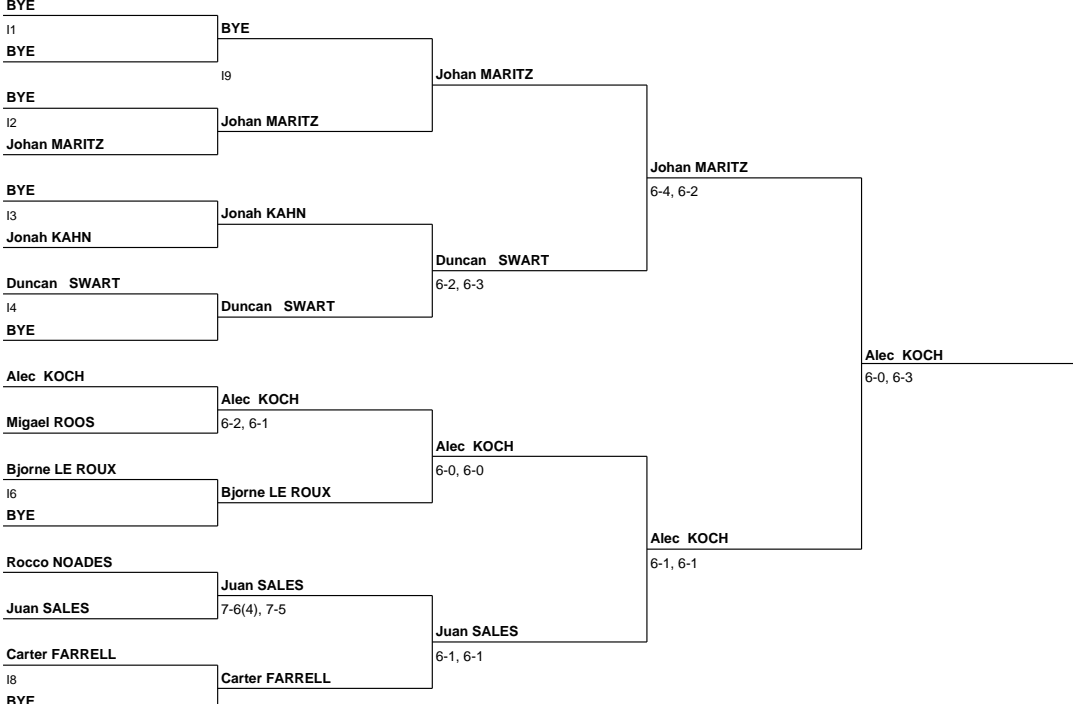 BYE
I1
BYE
BYE
I9
BYE
I2
Johan MARITZ
Johan MARITZ
Johan MARITZ
BYE
I3
Jonah KAHN
Jonah KAHN
Duncan SWART
I4
BYE
Duncan SWART
Duncan SWART
6-2, 6-3
Johan MARITZ
6-4, 6-2
Alec KOCH
Migael ROOS
Alec KOCH
6-2, 6-1
Bjorne LE ROUX
I6
BYE
Bjorne LE ROUX
Alec KOCH
6-0, 6-0
Rocco NOADES
Juan SALES
Juan SALES
7-6(4), 7-5
Carter FARRELL
I8
BYE
Carter FARRELL
Juan SALES
6-1, 6-1
Alec KOCH
6-1, 6-1
Alec KOCH
6-0, 6-3